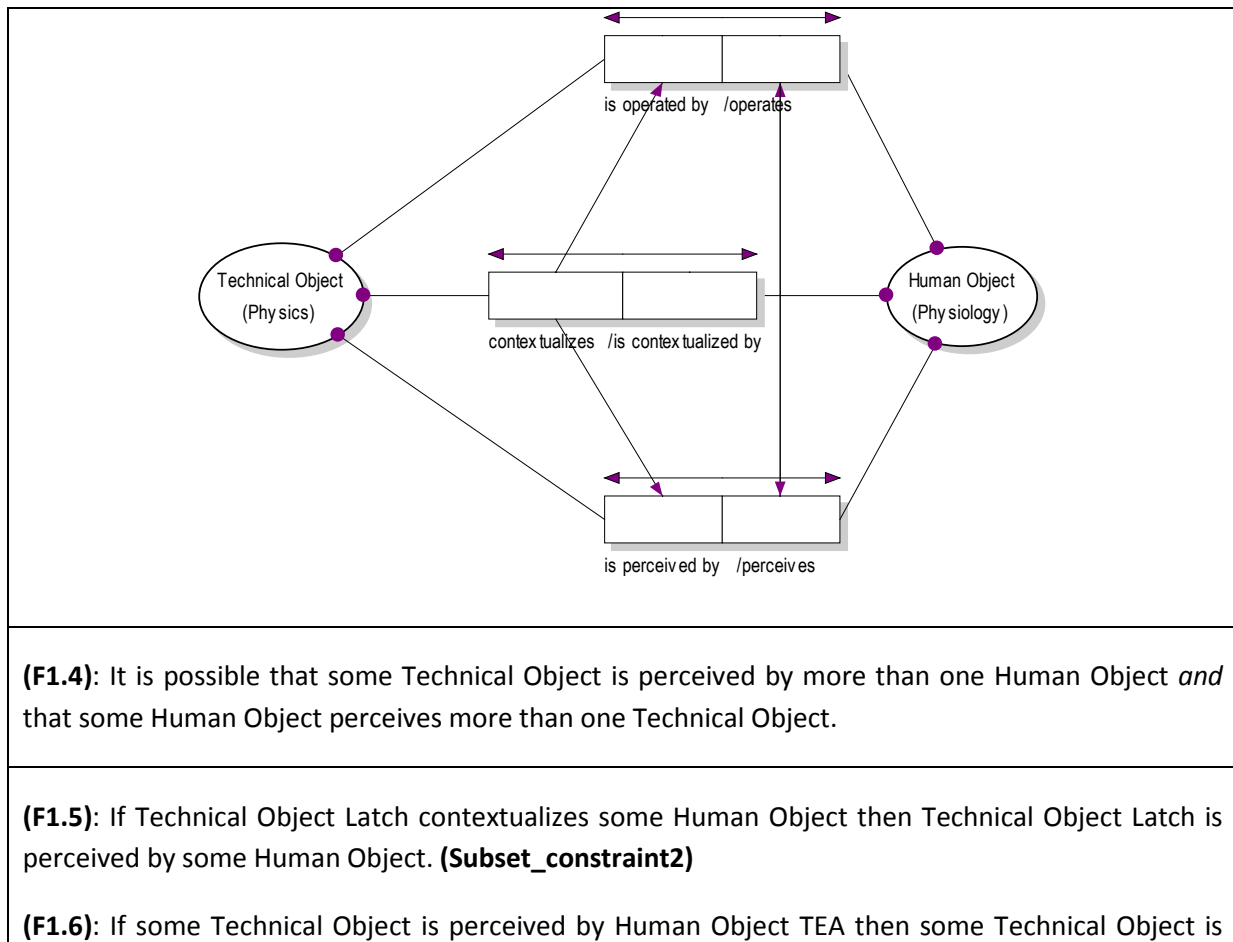 is operated by /operates
Technical Object
(Physics)
Human Object
(Physiology)
contextualizes /is contextualized by
is perceived by /perceives
(F1.4): It is possible that some Technical Object is perceived by more than one Human Object and
that some Human Object perceives more than one Technical Object.
(F1.5): If Technical Object Latch contextualizes some Human Object then Technical Object Latch is
perceived by some Human Object. (Subset_constraint2)
(F1.6): If some Technical Object is perceived by Human Object TEA then some Technical Object is